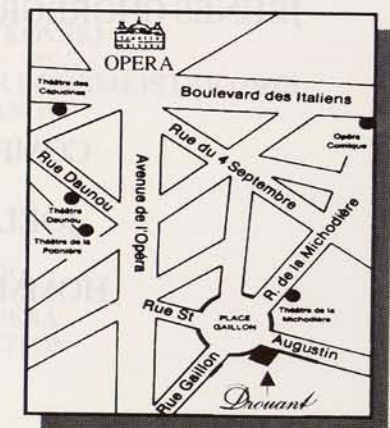 OPERA
Théâtre des
Capucines
Boulevard des Italiens
Opéra
Comique
Rue du 4 Septembre
Rue Daunou
Avenue de l'Opéra
Théâtre
Daunou
Théâtre de la
Potinière
R. de la Michodière
Théâtre de la
Michodière
Rue St
PLACE
GAILLON
Augustin
Rue Gaillon
Drouant